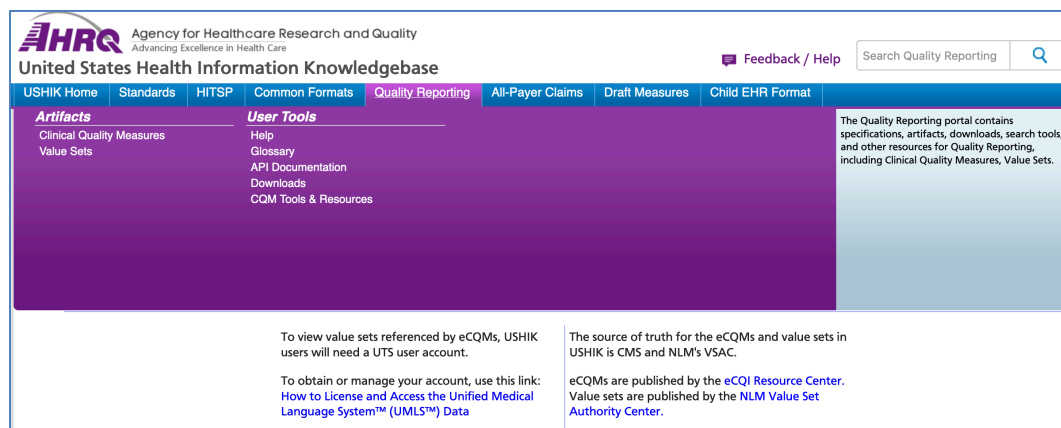 AHRQ
Agency for Healthcare Research and Quality
Advancing Excellence in Health Care
United States Health Information Knowledgebase
Feedback / Help
Search Quality Reporting
USHIK Home Standards HITSP Common Formats Quality Reporting All-Payer Claims Draft Measures Child EHR Format
Artifacts
Clinical Quality Measures
Value Sets
User Tools
Help
Glossary
API Documentation
Downloads
CQM Tools & Resources
The Quality Reporting portal contains
specifications, artifacts, downloads, search tools,
and other resources for Quality Reporting,
including Clinical Quality Measures, Value Sets.
To view value sets referenced by eCQMs, USHIK
users will need a UTS user account.
To obtain or manage your account, use this link:
How to License and Access the Unified Medical
Language System™ (UMLS™) Data
The source of truth for the eCQMs and value sets in
USHIK is CMS and NLM's VSAC.
eCQMs are published by the eCQI Resource Center.
Value sets are published by the NLM Value Set
Authority Center.